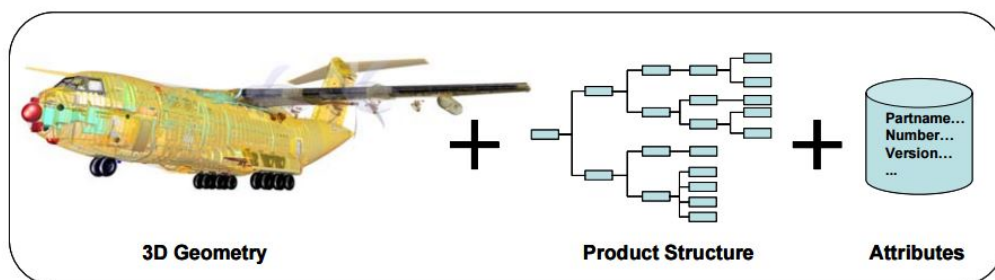 Partname...
Number...
Version...
...
3D Geometry
Product Structure
Attributes